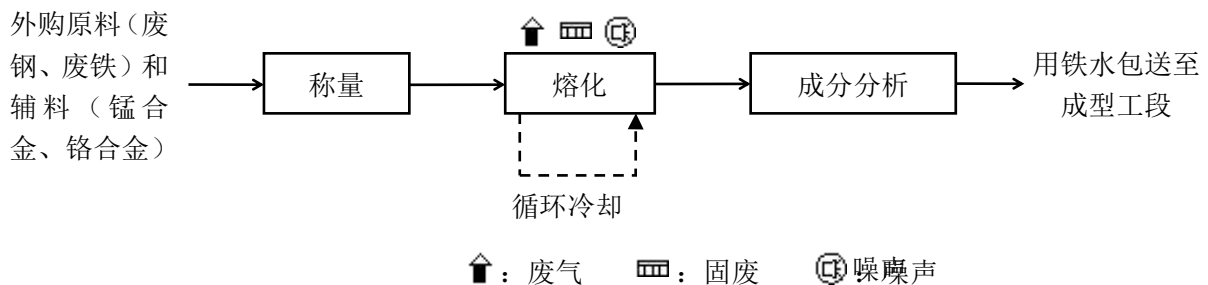 外购原料（废
钢、废铁）和
辅料（锰合
金、铬合金）
称量
熔化
成分分析
用铁水包送至
成型工段
循环冷却
：废气
：固废
：噪声